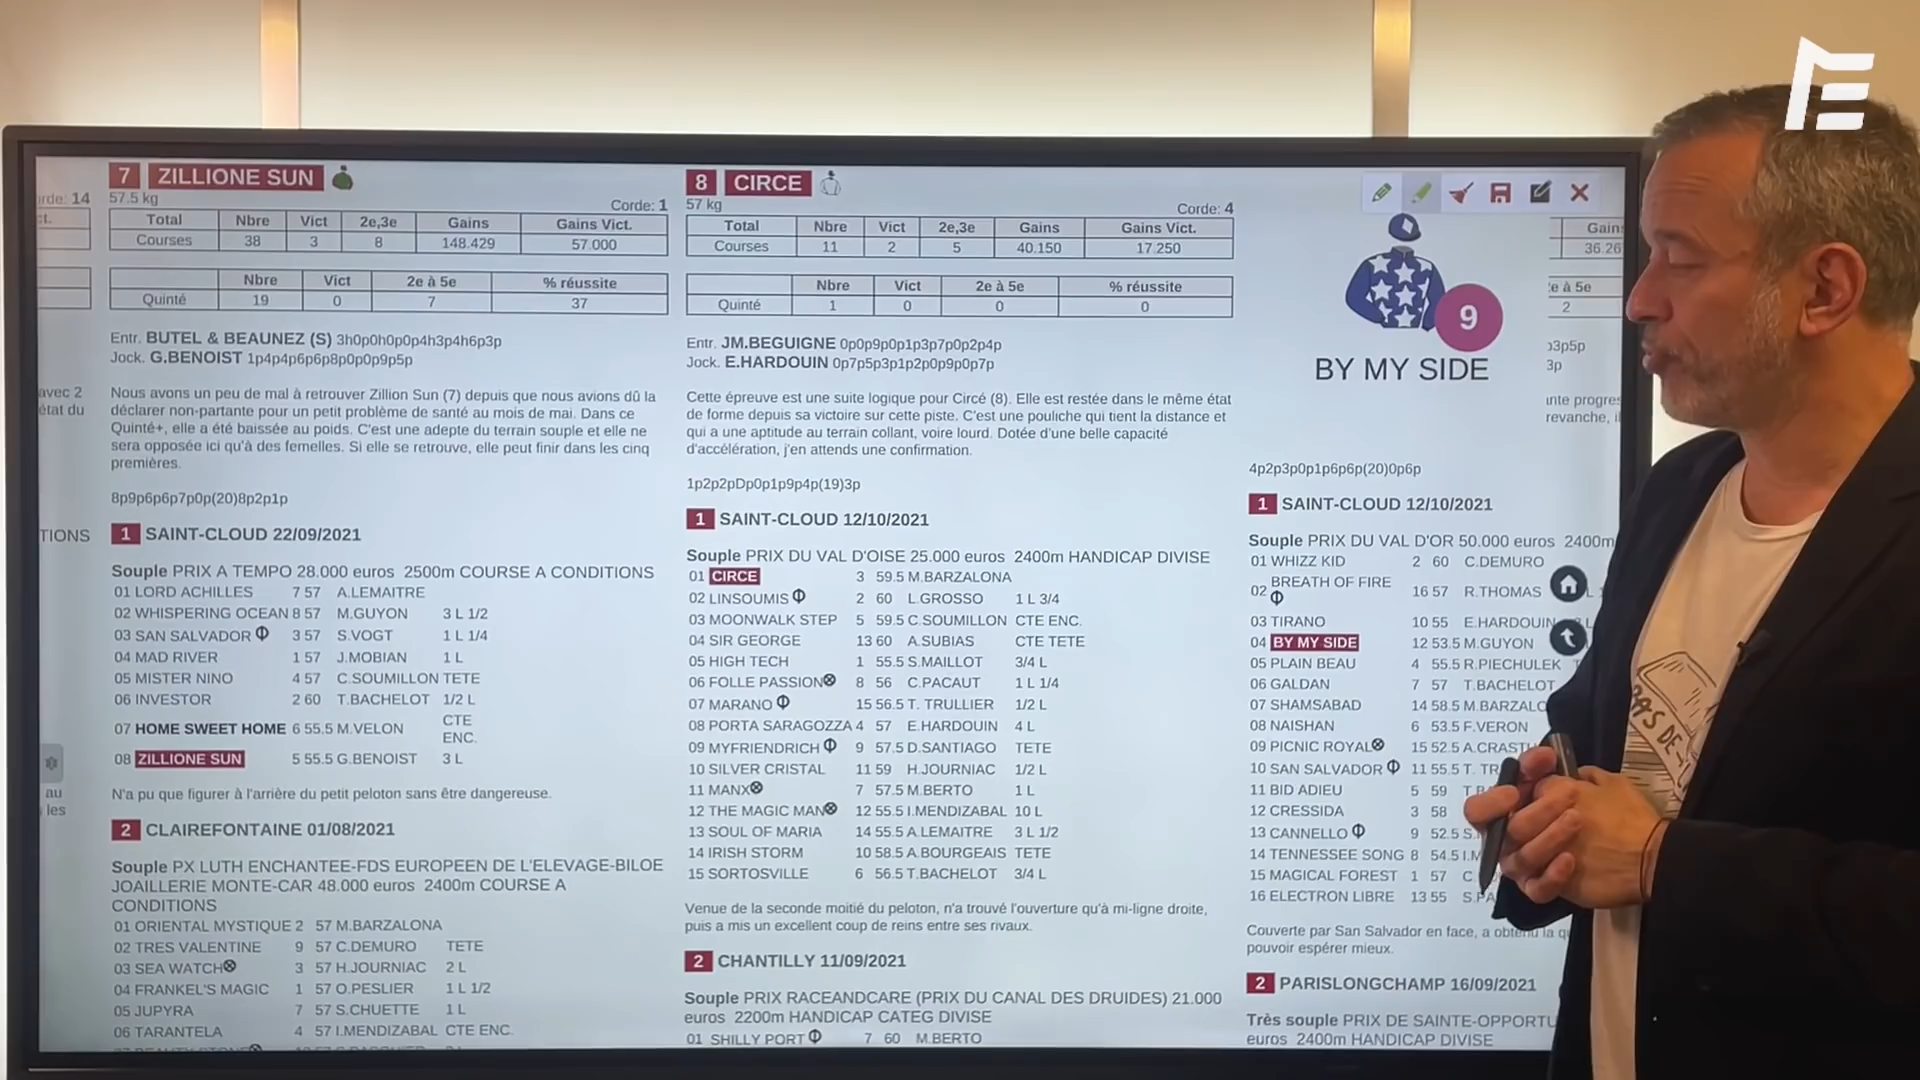 orde: 14
ct.
avec 2
état du
TIONS
au
les
7 ZILLIONE SUN
57.5 kg
Corde: 1
Total Nbre Vict 2e,3e Gains Gains Vict.
Courses 38 3 8 148.429 57.000
Nbre Vict 2e à 5e % réussite
Quinté 19 0 7 37
Entr. BUTEL & BEAUNEZ (S) 3h0p0h0p0p4h3p4h6p3p
Jock. G.BENOIST 1p4p4p6p6p8p0p0p9p5p
Nous avons un peu de mal à retrouver Zillion Sun (7) depuis que nous avions dû la
déclarer non-partante pour un petit problème de santé au mois de mai. Dans ce
Quinté+, elle a été baissée au poids. C'est une adepte du terrain souple et elle ne
sera opposée ici qu'à des femelles. Si elle se retrouve, elle peut finir dans les cinq
premières.
8p9p6p6p7p0p(20)8p2p1p
1 SAINT-CLOUD 22/09/2021
Souple PRIX A TEMPO 28.000 euros 2500m COURSE A CONDITIONS
01 LORD ACHILLES 7 57 A.LEMAITRE
02 WHISPERING OCEAN 8 57 M.GUYON 3 L 1/2
03 SAN SALVADOR 3 57 S.VOGT 1 L 1/4
04 MAD RIVER 1 57 J.MOBIAN 1 L
05 MISTER NINO 4 57 C.SOUMILLON TETE
06 INVESTOR 2 60 T.BACHELOT 1/2 L
07 HOME SWEET HOME 6 55.5 M.VELON CTE ENC.
08 ZILLIONE SUN 5 55.5 G.BENOIST 3 L
N'a pu que figurer à l'arrière du petit peloton sans être dangereuse.
2 CLAIREFONTAINE 01/08/2021
Souple PX LUTH ENCHANTEE-FDS EUROPEEN DE L'ELEVAGE-BILOE
JOAILLERIE MONTE-CAR 48.000 euros 2400m COURSE A
CONDITIONS
01 ORIENTAL MYSTIQUE 2 57 M.BARZALONA
02 TRES VALENTINE 9 57 C.DEMURO TETE
03 SEA WATCH 3 57 H.JOURNIAC 2 L
04 FRANKEL'S MAGIC 1 57 O.PESLIER 1 L 1/2
05 JUPYRA 7 57 S.CHUETTE 1 L
06 TARANTELA 4 57 I.MENDIZABAL CTE ENC.
8 CIRCE
57 kg
Corde: 4
Total Nbre Vict 2e,3e Gains Gains Vict.
Courses 11 2 5 40.150 17.250
Nbre Vict 2e à 5e % réussite
Quinté 1 0 0 0
Entr. JM.BEGUIGNE 0p0p9p0p1p3p7p0p2p4p
Jock. E.HARDOUIN 0p7p5p3p1p2p0p9p0p7p
Cette épreuve est une suite logique pour Circé (8). Elle est restée dans le même état
de forme depuis sa victoire sur cette piste. C'est une pouliche qui tient la distance et
qui a une aptitude au terrain collant, voire lourd. Dotée d'une belle capacité
d'accélération, j'en attends une confirmation.
1p2p2pDp0p1p9p4p(19)3p
1 SAINT-CLOUD 12/10/2021
Souple PRIX DU VAL D'OISE 25.000 euros 2400m HANDICAP DIVISE
01 CIRCE 3 59.5 M.BARZALONA
02 LINSOUMIS 2 60 L.GROSSO 1 L 3/4
03 MOONWALK STEP 5 59.5 C.SOUMILLON CTE ENC.
04 SIR GEORGE 13 60 A.SUBIAS CTE TETE
05 HIGH TECH 1 55.5 S.MAILLOT 3/4 L
06 FOLLE PASSION 8 56 C.PACAUT 1 L 1/4
07 MARANO 15 56.5 T. TRULLIER 1/2 L
08 PORTA SARAGOZZA 4 57 E.HARDOUIN 4 L
09 MYFRIENDRICH 9 57.5 D.SANTIAGO TETE
10 SILVER CRISTAL 11 59 H.JOURNIAC 1/2 L
11 MANX 7 57.5 M.BERTO 1 L
12 THE MAGIC MAN 12 55.5 I.MENDIZABAL 10 L
13 SOUL OF MARIA 14 55.5 A.LEMAITRE 3 L 1/2
14 IRISH STORM 10 58.5 A.BOURGEAIS TETE
15 SORTOSVILLE 6 56.5 T.BACHELOT 3/4 L
Venue de la seconde moitié du peloton, n'a trouvé l'ouverture qu'à mi-ligne droite,
puis a mis un excellent coup de reins entre ses rivaux.
2 CHANTILLY 11/09/2021
Souple PRIX RACEANDCARE (PRIX DU CANAL DES DRUIDES) 21.000
euros 2200m HANDICAP CATEG DIVISE
01 SHILLY PORT 7 60 M.BERTO
9
BY MY SIDE
4p2p3p0p1p6p6p(20)0p6p
1 SAINT-CLOUD 12/10/2021
Souple PRIX DU VAL D'OR 50.000 euros 2400m
01 WHIZZ KID 2 60 C.DEMURO
02 BREATH OF FIRE 16 57 R.THOMAS L
03 TIRANO 10 55 E.HARDOUIN L
04 BY MY SIDE 12 53.5 M.GUYON
05 PLAIN BEAU 4 55.5 R.PIECHULEK
06 GALDAN 7 57 T.BACHELOT
07 SHAMSABAD 14 58.5 M.BARZALO
08 NAISHAN 6 53.5 F.VERON
09 PICNIC ROYAL 15 52.5 A.CRAST
10 SAN SALVADOR 11 55.5 T. TR
11 BID ADIEU 5 59
12 CRESSIDA 3 58
13 CANNELLO 9 52.5 S.
14 TENNESSEE SONG 8 54.5 I.M
15 MAGICAL FOREST 1 57 C.
16 ELECTRON LIBRE 13 55 S.PA
Couverte par San Salvador en face, a obtenu la q
pouvoir espérer mieux.
2 PARISLONGCHAMP 16/09/2021
Très souple PRIX DE SAINTE-OPPORTU
euros 2400m HANDICAP DIVISE
Gains
36.26
e à 5e
2
p3p5p
3p
nte progres
revanche, il
PAS DE
E